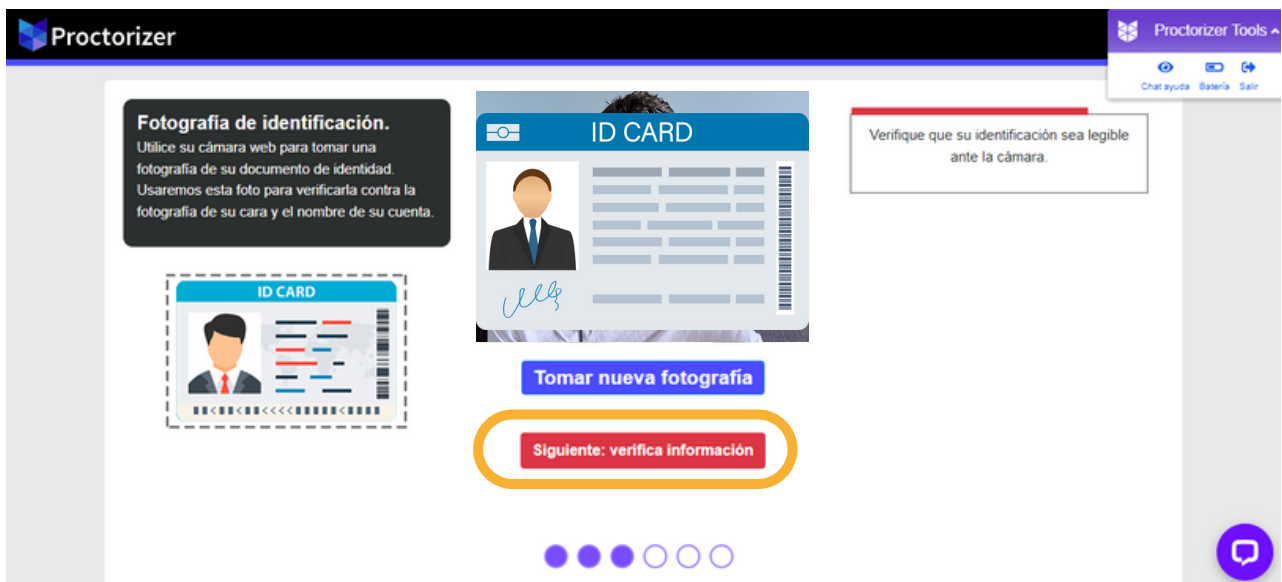 Proctorizer
Proctorizer Tools
Chat ayuda Batería Salir
Fotografía de identificación.
Utilice su cámara web para tomar una
fotografía de su documento de identidad.
Usaremos esta foto para verificarla contra la
fotografía de su cara y el nombre de su cuenta.
ID CARD
ID CARD
Verifique que su identificación sea legible
ante la cámara.
Tomar nueva fotografía
Siguiente: verifica información